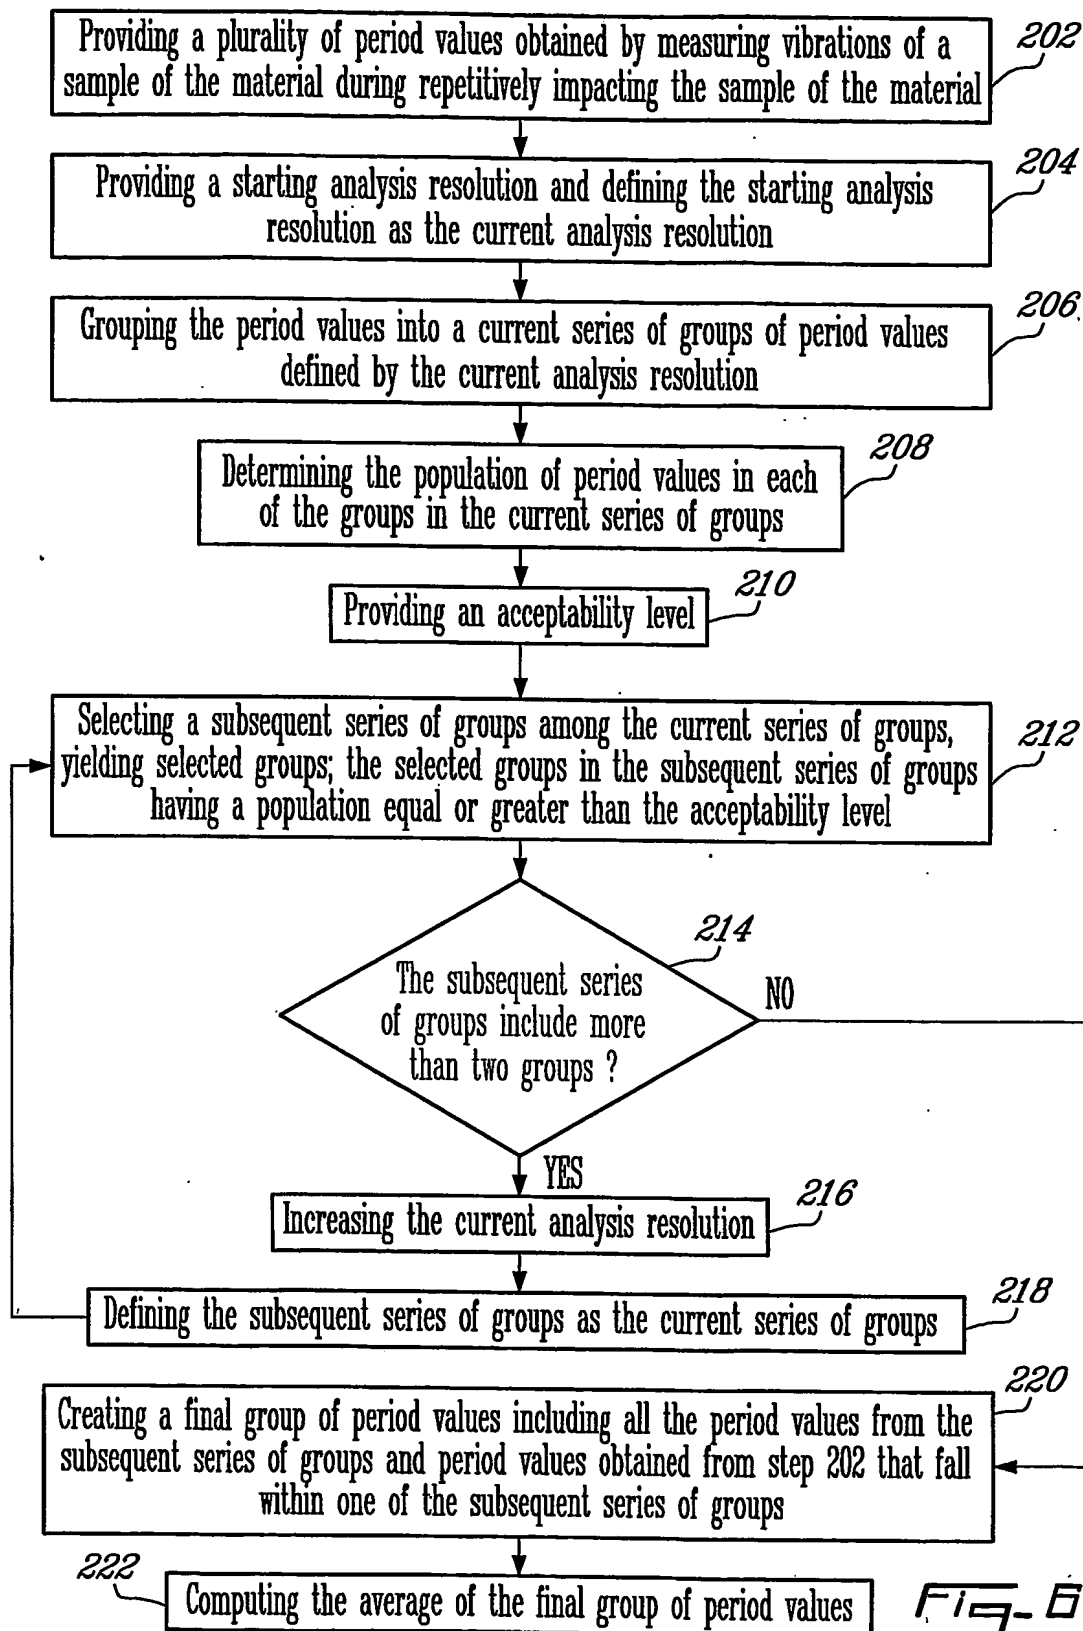 Providing a plurality of period values obtained by measuring vibrations of a
sample of the material during repetitively impacting the sample of the material
202
Providing a starting analysis resolution and defining the starting analysis
resolution as the current analysis resolution
204
Grouping the period values into a current series of groups of period values
defined by the current analysis resolution
206
Determining the population of period values in each
of the groups in the current series of groups
208
Providing an acceptability level
210
Selecting a subsequent series of groups among the current series of groups,
yielding selected groups; the selected groups in the subsequent series of groups
having a population equal or greater than the acceptability level
212
The subsequent series
of groups include more
than two groups ?
214
NO
YES
Increasing the current analysis resolution
216
Defining the subsequent series of groups as the current series of groups
218
Creating a final group of period values including all the period values from the
subsequent series of groups and period values obtained from step 202 that fall
within one of the subsequent series of groups
220
222
Computing the average of the final group of period values
Fig-6